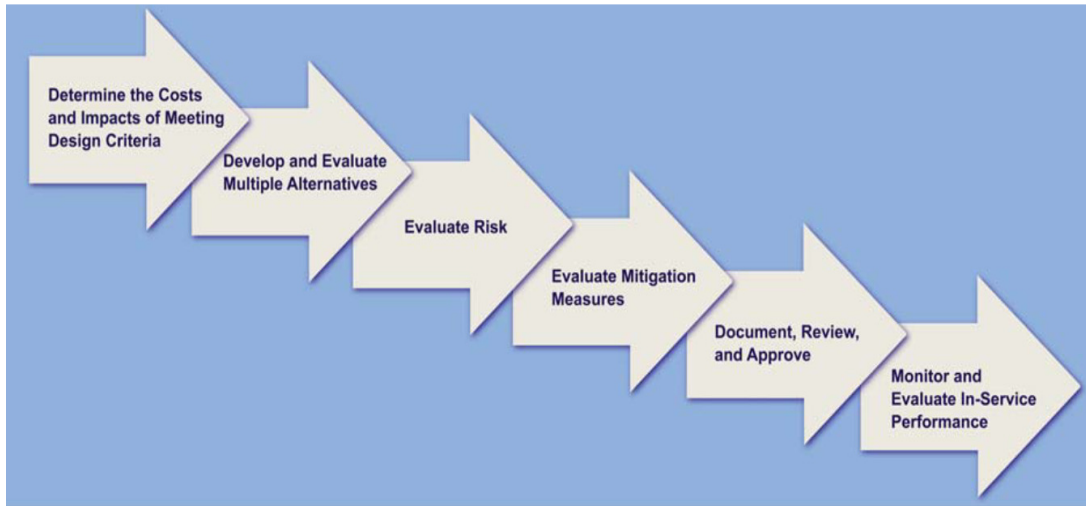 Determine the Costs
and Impacts of Meeting
Design Criteria
Develop and Evaluate
Multiple Alternatives
Evaluate Risk
Evaluate Mitigation
Measures
Document, Review,
and Approve
Monitor and
Evaluate In-Service
Performance